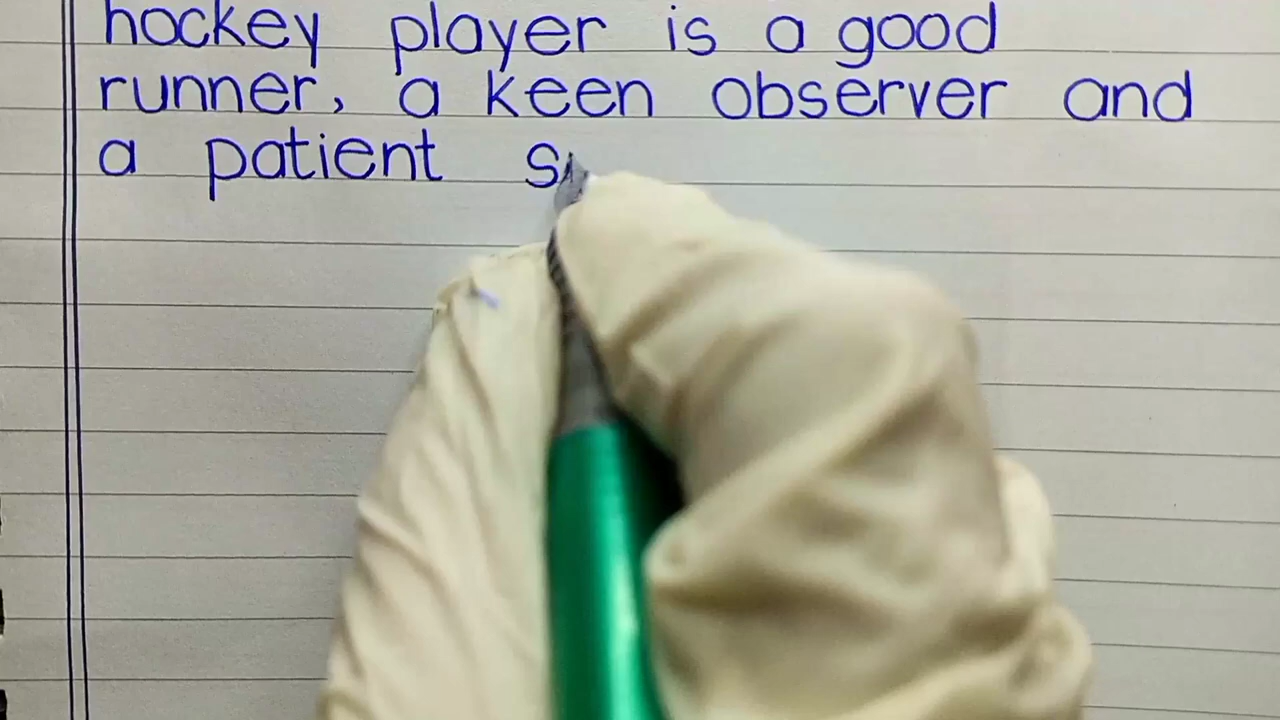 hockey player is a good
runner, a keen observer and
a patient